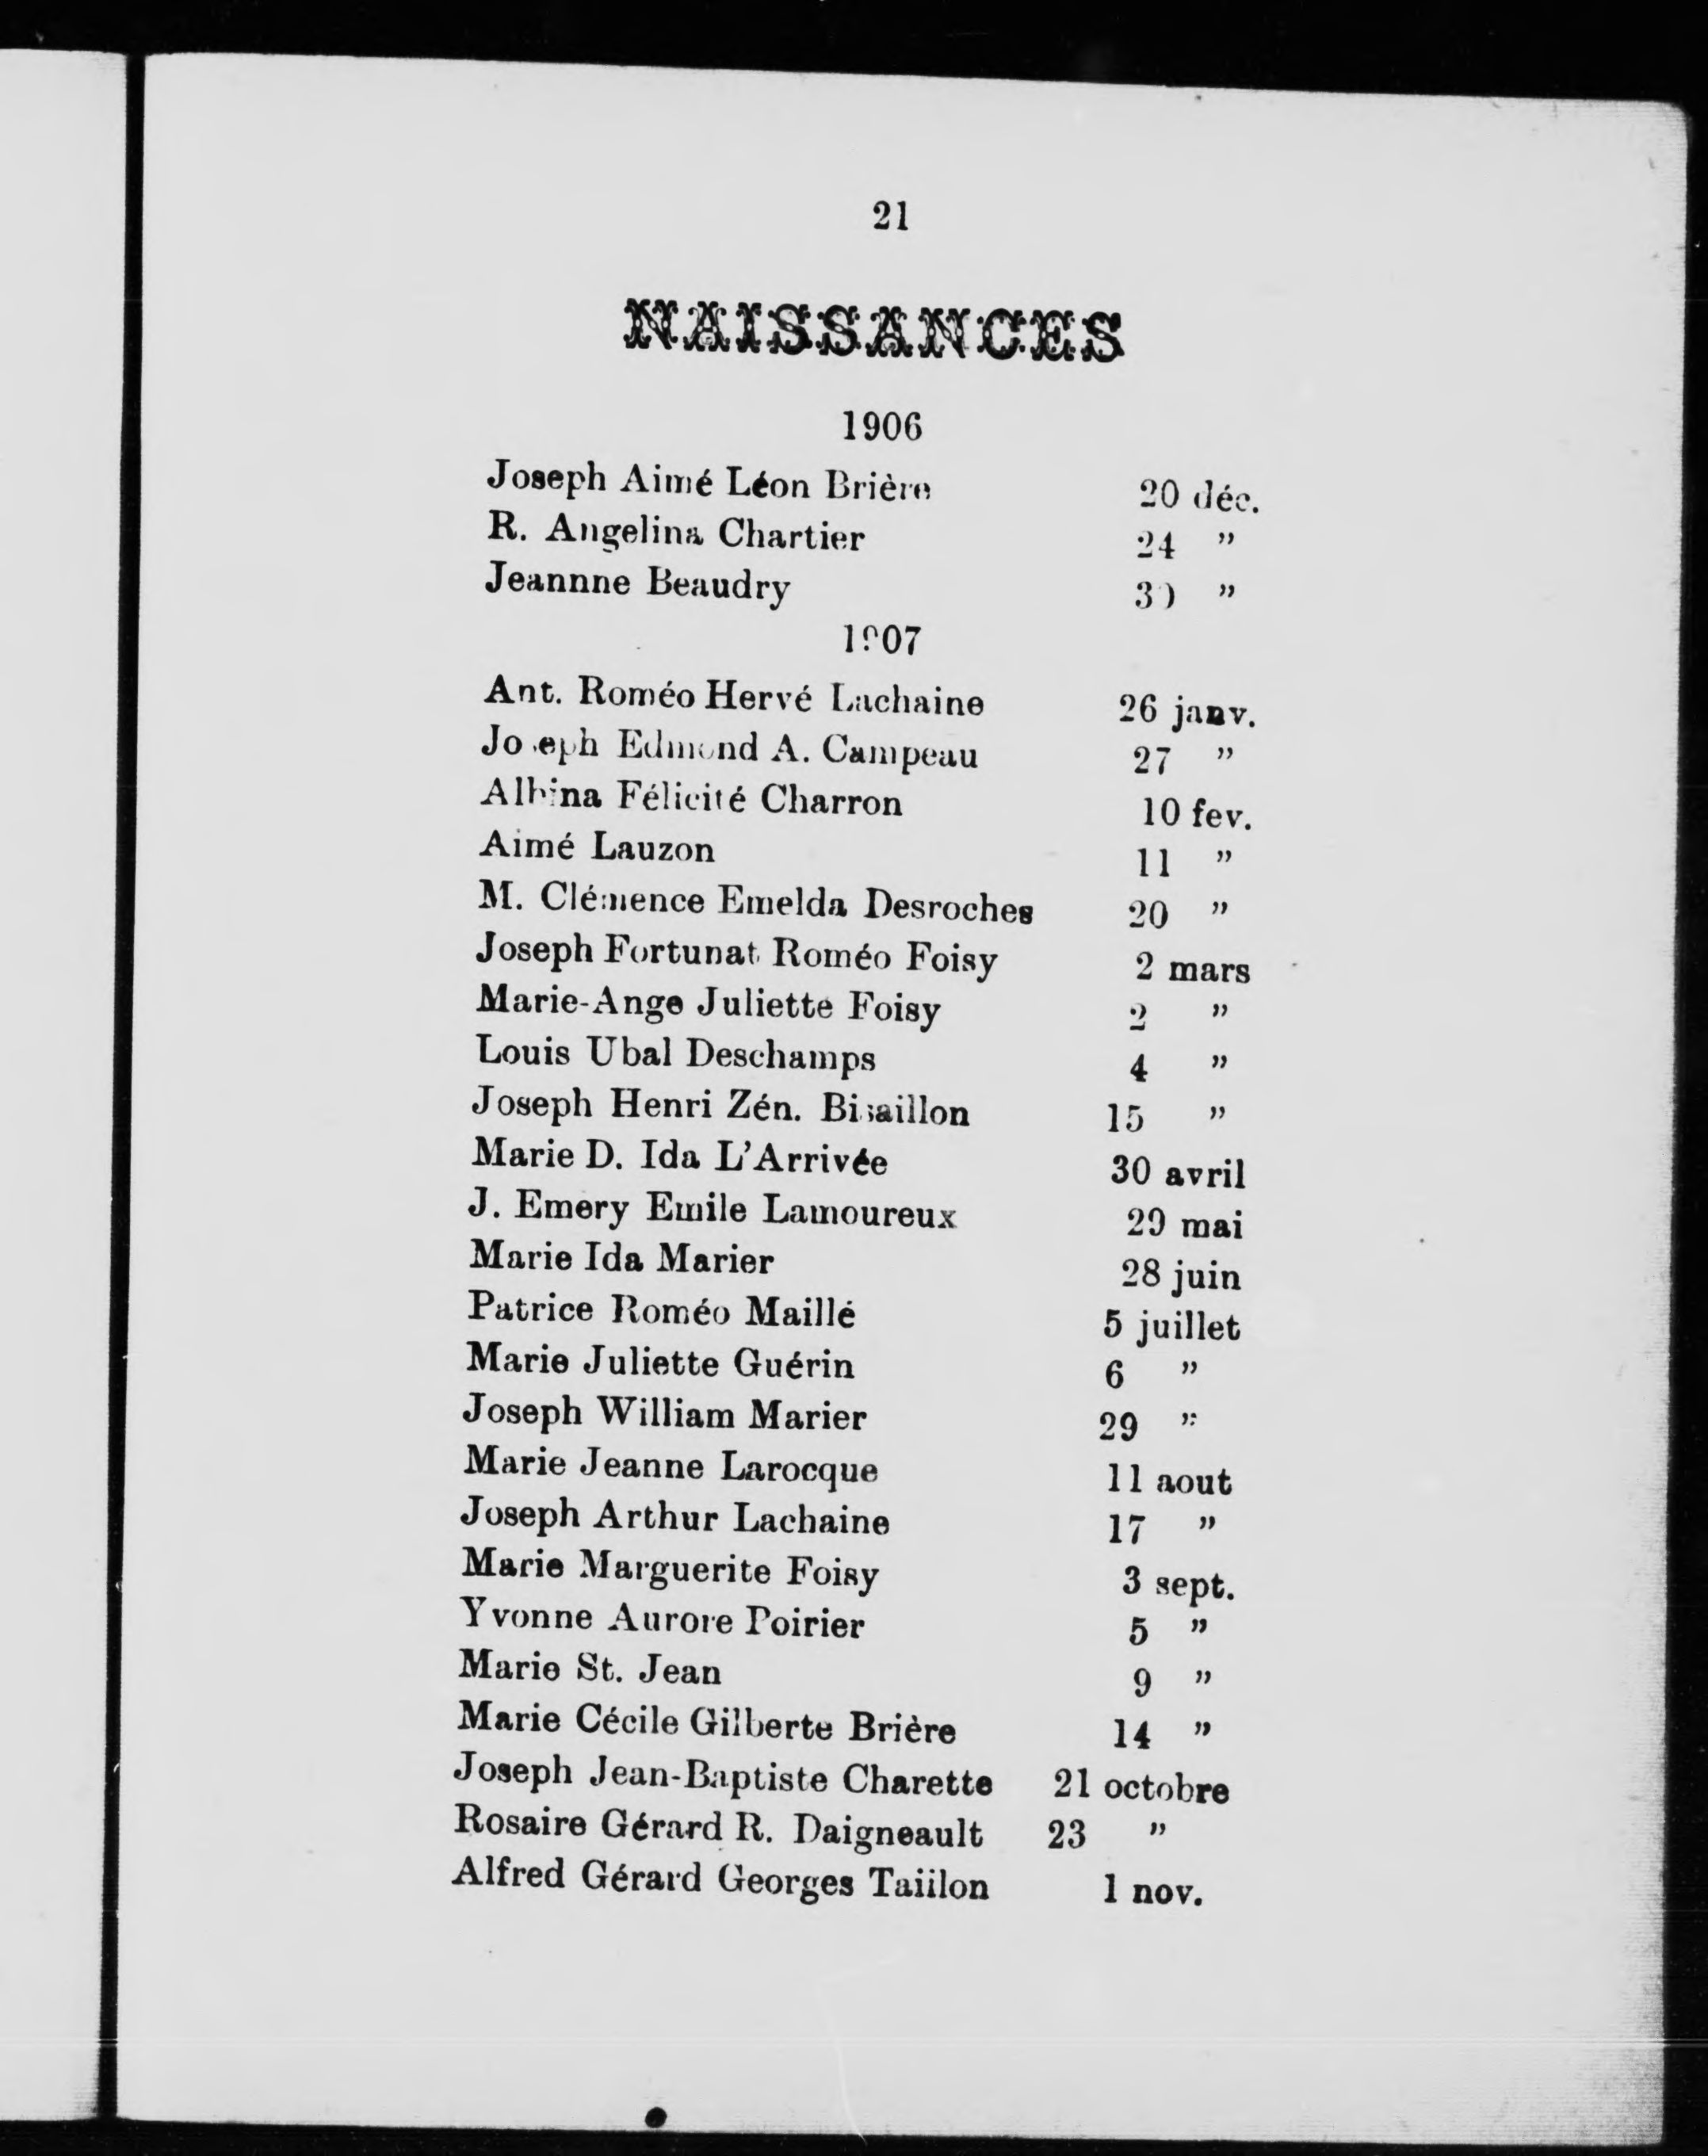 21
NAISSANCES
1906
Joseph Aimé Léon Brière 20 déc.
R. Angelina Chartier 24 ”
Jeannne Beaudry 30 ”
1907
Ant. Roméo Hervé Lachaine 26 janv.
Joseph Edmond A. Campeau 27 ”
Albina Félicité Charron 10 fev.
Aimé Lauzon 11 ”
M. Clémence Emelda Desroches 20 ”
Joseph Fortunat Roméo Foisy 2 mars
Marie-Ange Juliette Foisy 2 ”
Louis Ubal Deschamps 4 ”
Joseph Henri Zén. Bisaillon 15 ”
Marie D. Ida L’Arrivée 30 avril
J. Emery Emile Lamoureux 29 mai
Marie Ida Marier 28 juin
Patrice Roméo Maillé 5 juillet
Marie Juliette Guérin 6 ”
Joseph William Marier 29 ”
Marie Jeanne Larocque 11 aout
Joseph Arthur Lachaine 17 ”
Marie Marguerite Foisy 3 sept.
Yvonne Aurore Poirier 5 ”
Marie St. Jean 9 ”
Marie Cécile Gilberte Brière 14 ”
Joseph Jean-Baptiste Charette 21 octobre
Rosaire Gérard R. Daigneault 23 ”
Alfred Gérard Georges Taiilon 1 nov.